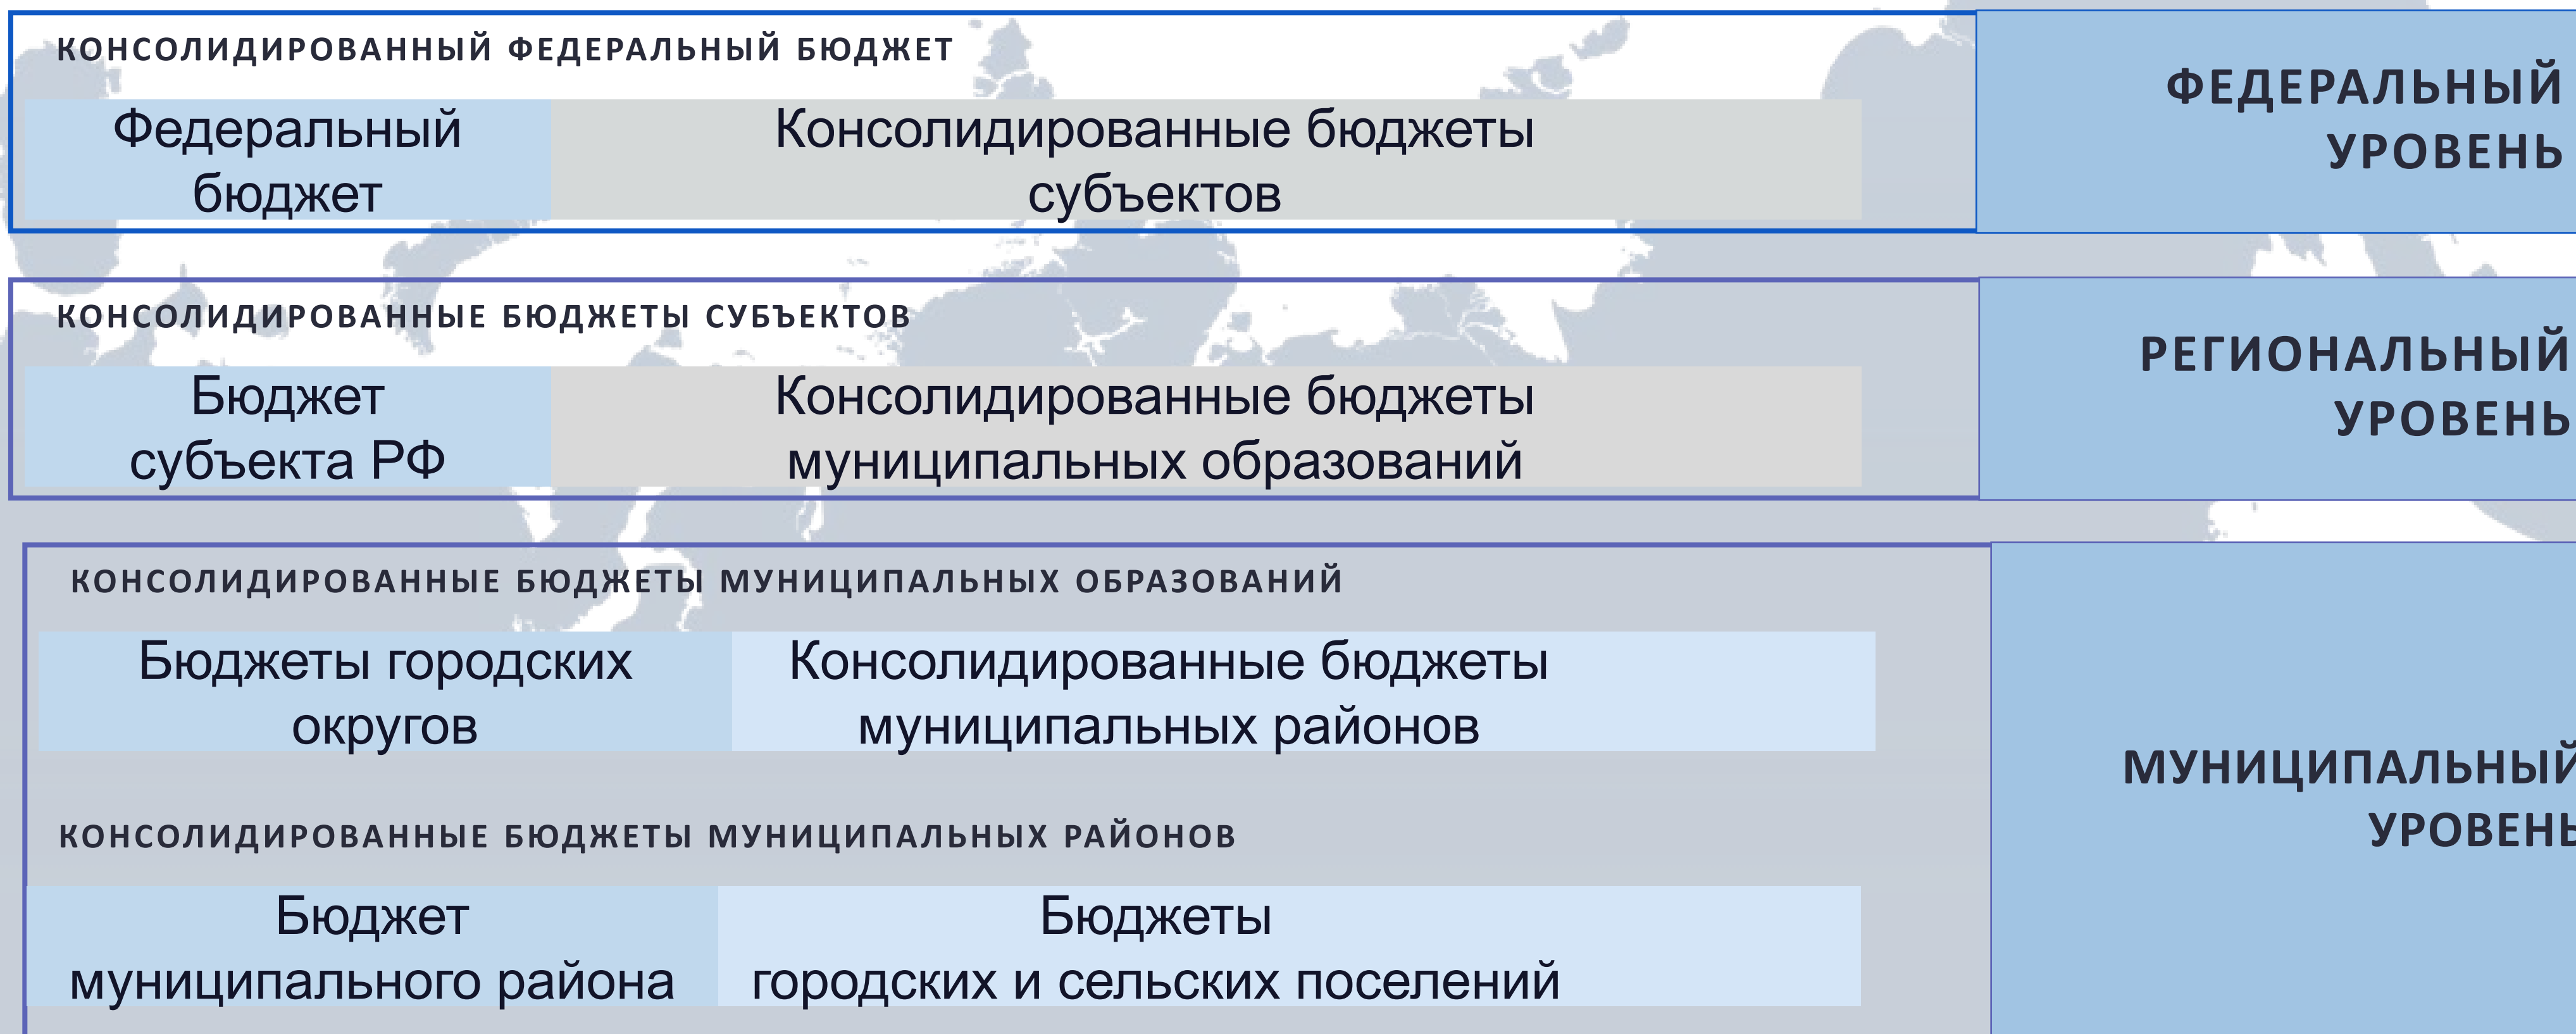 КОНСОЛИДИРОВАННЫЙ ФЕДЕРАЛЬНЫЙ БЮДЖЕТ
Федеральный
бюджет
Консолидированные бюджеты
субъектов
ФЕДЕРАЛЬНЫЙ
УРОВЕНЬ
КОНСОЛИДИРОВАННЫЕ БЮДЖЕТЫ СУБЪЕКТОВ
Бюджет
субъекта РФ
Консолидированные бюджеты
муниципальных образований
РЕГИОНАЛЬНЫЙ
УРОВЕНЬ
КОНСОЛИДИРОВАННЫЕ БЮДЖЕТЫ МУНИЦИПАЛЬНЫХ ОБРАЗОВАНИЙ
Бюджеты городских
округов
Консолидированные бюджеты
муниципальных районов
МУНИЦИПАЛЬНЫЙ
УРОВЕНЬ
КОНСОЛИДИРОВАННЫЕ БЮДЖЕТЫ МУНИЦИПАЛЬНЫХ РАЙОНОВ
Бюджет
муниципального района
Бюджеты
городских и сельских поселений